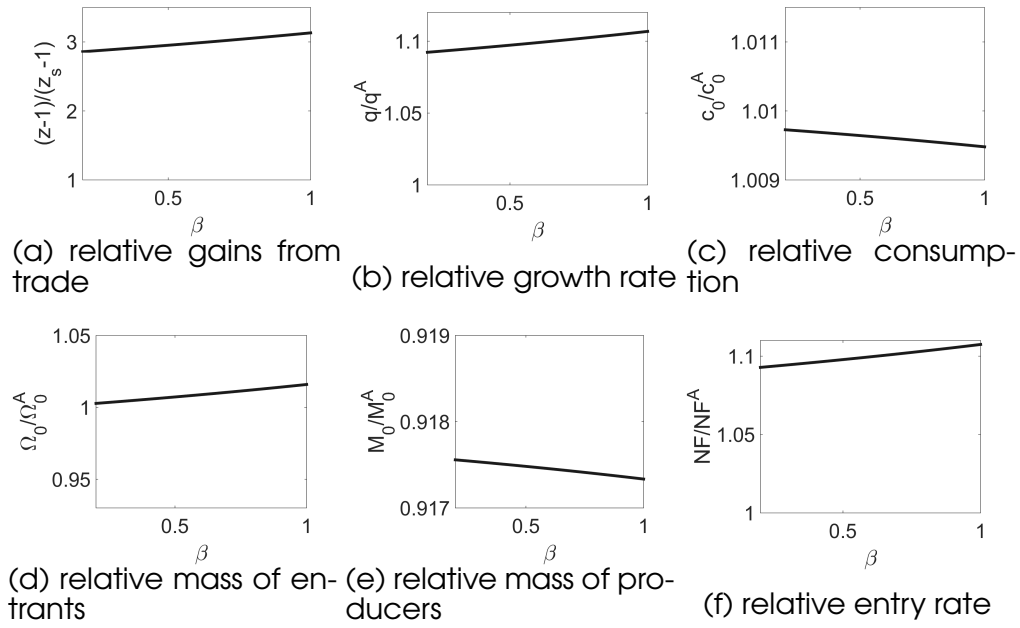 3
2
1
(z-1)/(z_s-1)
0.5 1
β
(a) relative gains from
trade
1.1
1.05
1
q/q^A
0.5 1
β
(b) relative growth rate
1.011
1.01
1.009
c_0/c_0^A
0.5 1
β
(c) relative consump-
tion
1.05
1
0.95
Ω_0/Ω_0^A
0.5 1
β
(d) relative mass of en-
trants
0.919
0.918
0.917
M_0/M_0^A
0.5 1
β
(e) relative mass of pro-
ducers
1.1
1.05
1
NF/NF^A
0.5 1
β
(f) relative entry rate